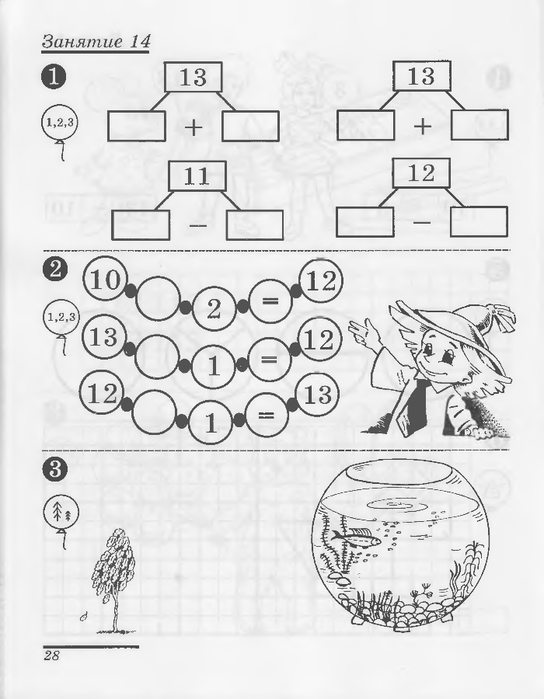 Занятие 14
1
13 13
1,2,3
+ +
11 12
− −
2
10 2 = 12
1,2,3
13 1 = 12
12 1 = 13
3
28